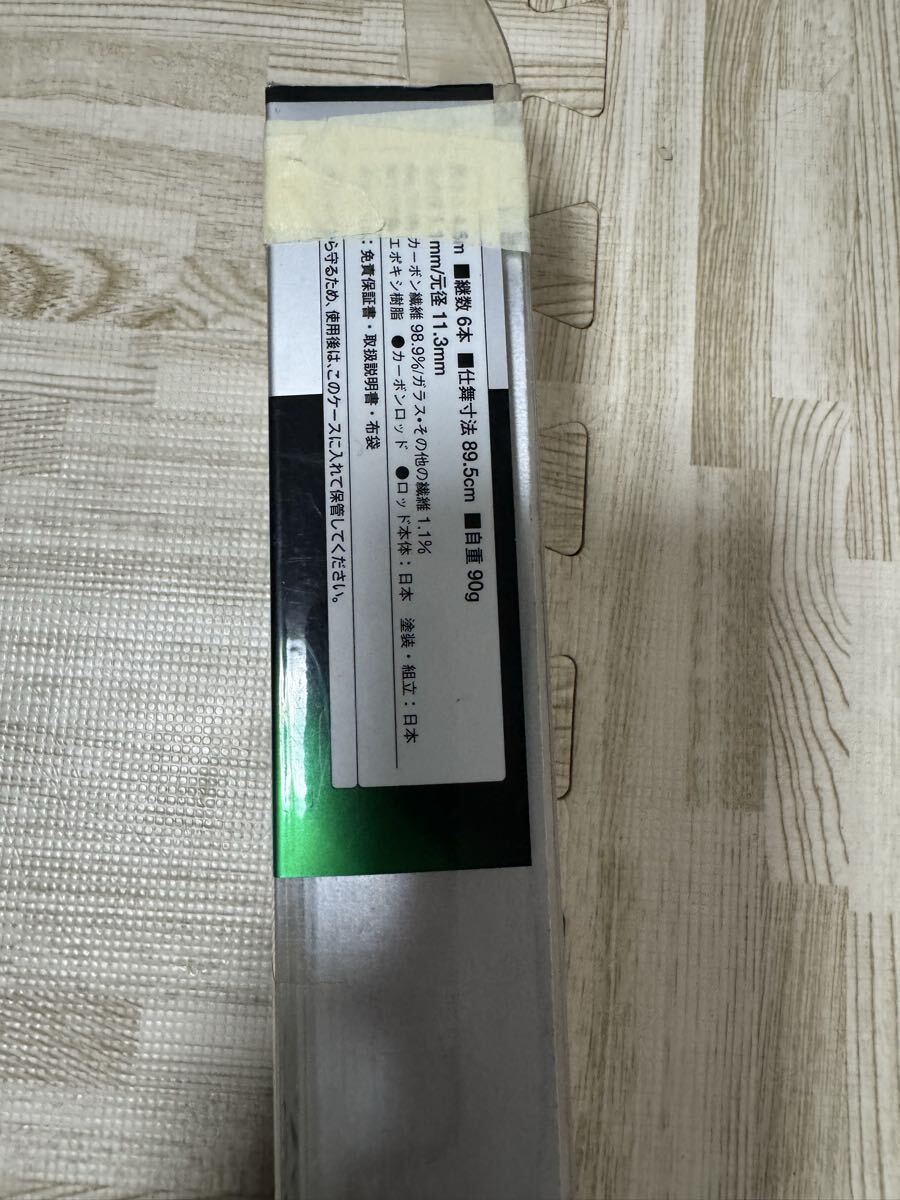 m ■継数 6本 ■仕舞寸法 89.5cm ■自重 90g
1mm/元径 11.3mm
カーボン繊維 98.9%/ガラス・その他の繊維 1.1%
エポキシ樹脂 ●カーボンロッド ●ロッド本体：日本 塗装・組立：日本
：免責保証書・取扱説明書・布袋
ら守るため、使用後は、このケースに入れて保管してください。